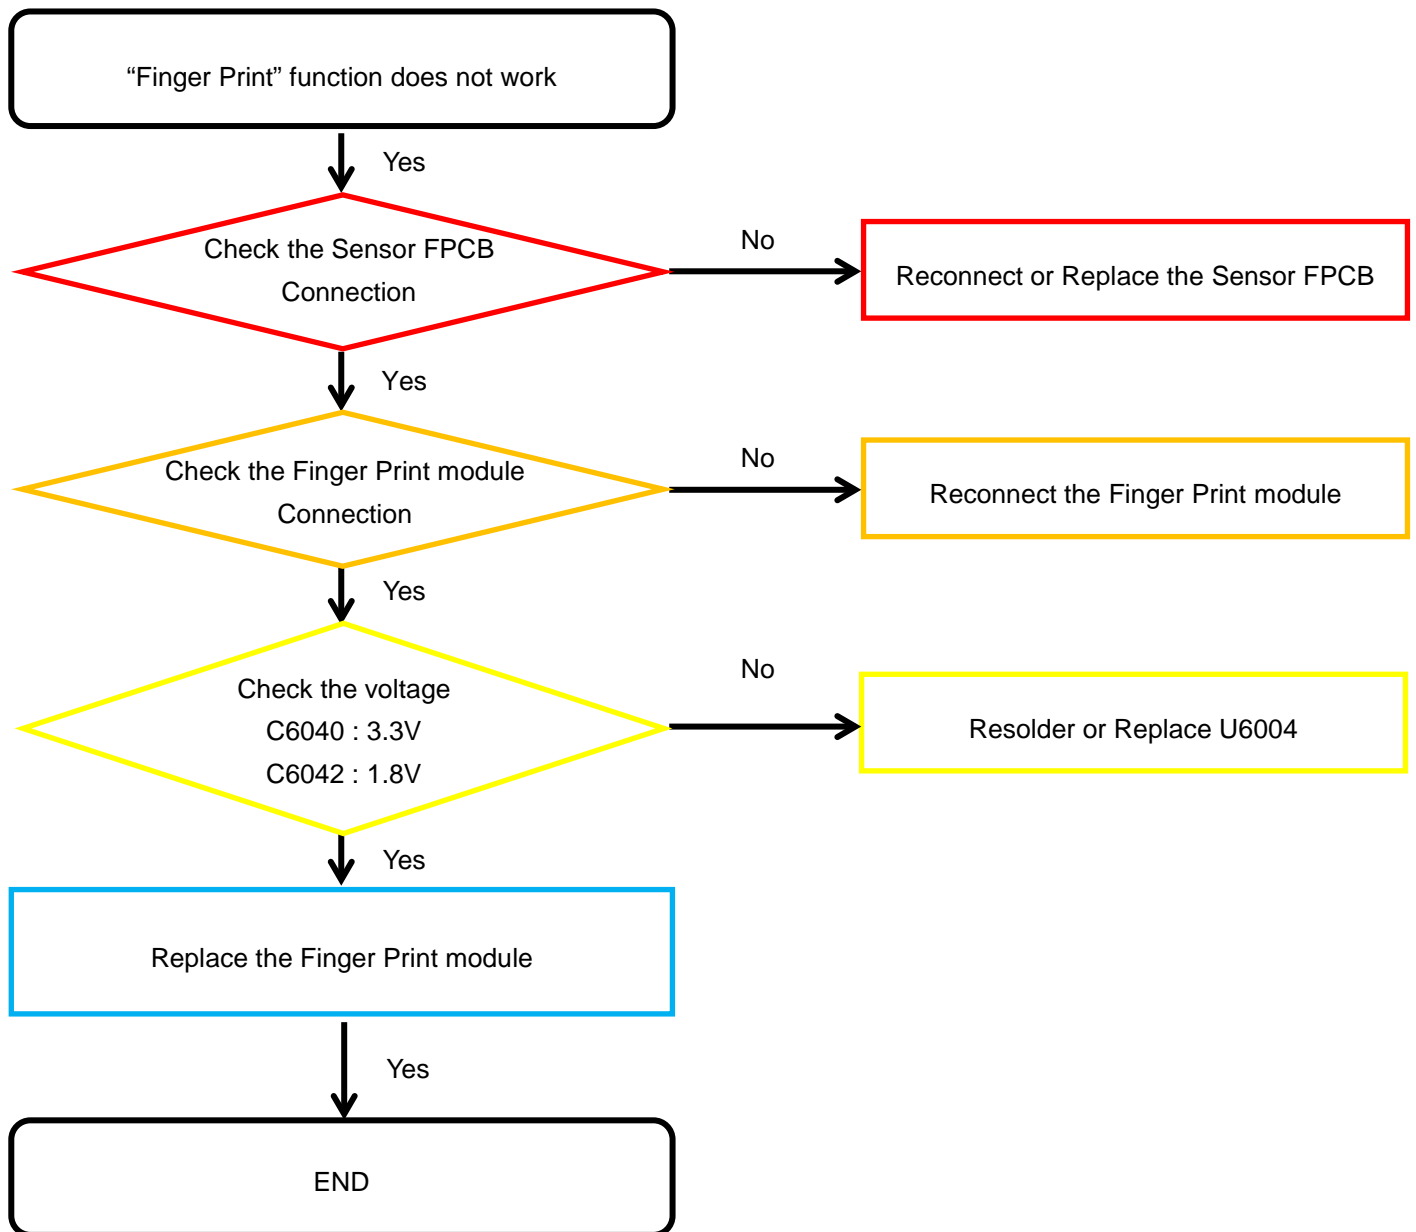 “Finger Print” function does not work
Yes
Check the Sensor FPCB
Connection
No
Reconnect or Replace the Sensor FPCB
Yes
Check the Finger Print module
Connection
No
Reconnect the Finger Print module
Yes
Check the voltage
C6040 : 3.3V
C6042 : 1.8V
No
Resolder or Replace U6004
Yes
Replace the Finger Print module
Yes
END